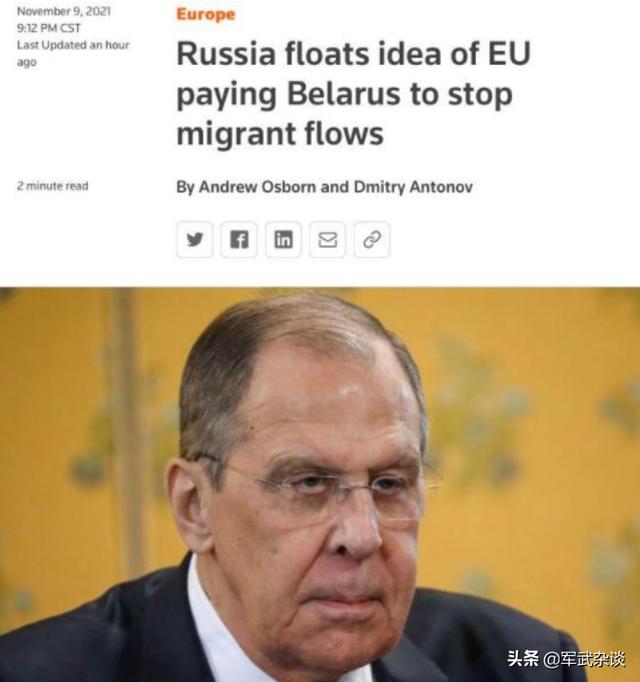 November 9, 2021
9:12 PM CST
Last Updated an hour
ago
Europe
Russia floats idea of EU
paying Belarus to stop
migrant flows
2 minute read
By Andrew Osborn and Dmitry Antonov
头条 @军武杂谈